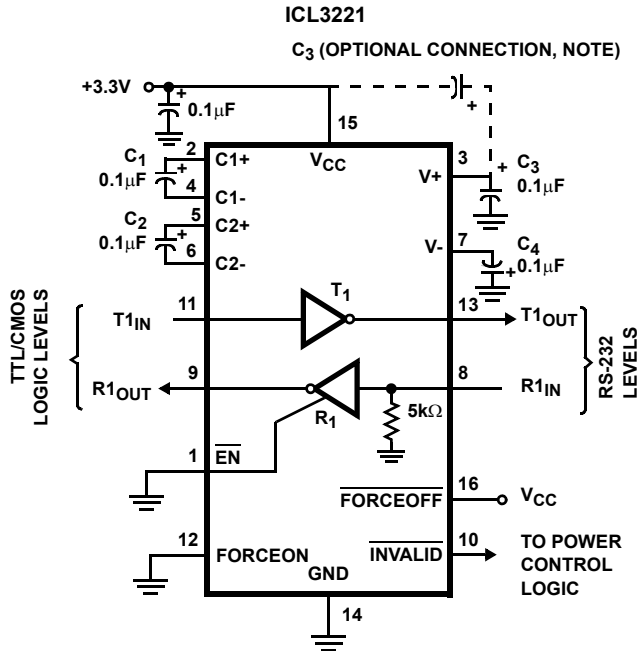 ICL3221
C3 (OPTIONAL CONNECTION, NOTE)
+3.3V
+
0.1μF
+
15
VCC
2
C1+
C1
0.1μF
+
4
C1-
5
C2+
C2
0.1μF
+
6
C2-
3
V+
+
C3
0.1μF
7
V-
C4
0.1μF
+
TTL/CMOS
LOGIC LEVELS
T1IN
11
T1
13
T1OUT
R1OUT
9
R1
8
R1IN
5kΩ
RS-232
LEVELS
1
EN
16
FORCEOFF
VCC
12
FORCEON
INVALID
10
TO POWER
CONTROL
LOGIC
GND
14